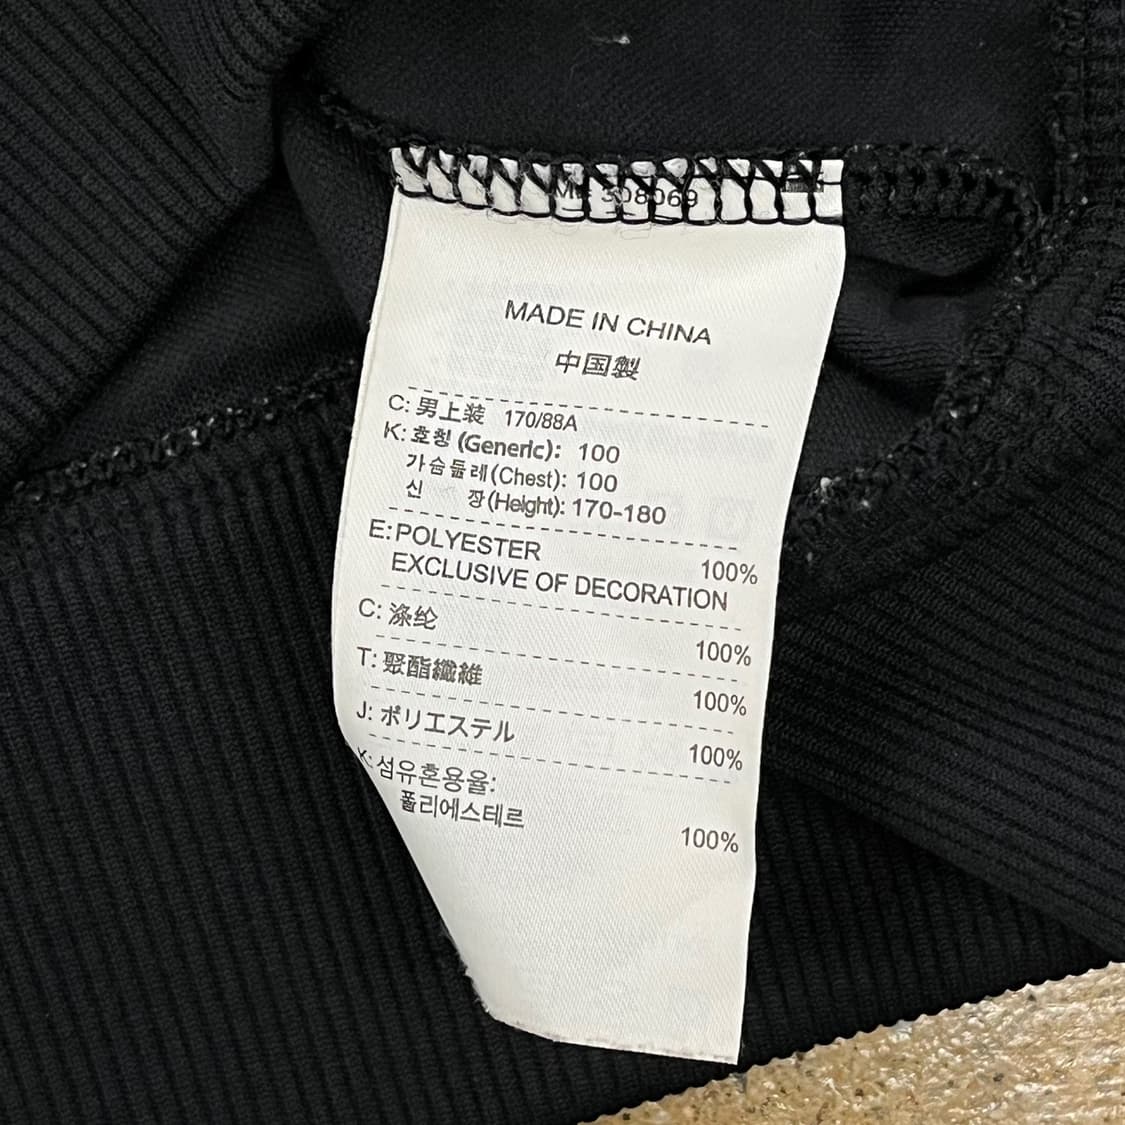 308069
MADE IN CHINA
中国製
C: 男上装 170/88A
K: 호칭 (Generic): 100
가슴둘레(Chest): 100
신 장(Height): 170-180
E: POLYESTER 100%
EXCLUSIVE OF DECORATION
C: 涤纶 100%
T: 聚酯纖維 100%
J: ポリエステル 100%
K: 섬유혼용율:
폴리에스테르 100%